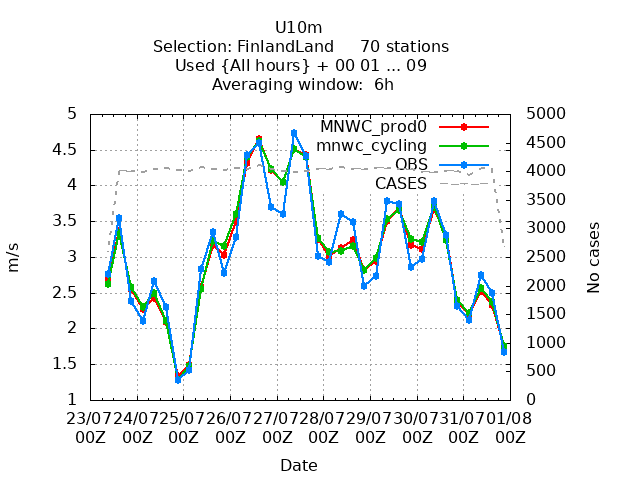 U10m
Selection: FinlandLand     70 stations
Used {All hours} + 00 01 ... 09
Averaging window:  6h
MNWC_prod0
mnwc_cycling
OBS
CASES
5
4.5
4
3.5
3
2.5
2
1.5
1
5000
4500
4000
3500
3000
2500
2000
1500
1000
500
0
m/s
No cases
23/07 24/07 25/07 26/07 27/07 28/07 29/07 30/07 31/07 01/08
00Z 00Z 00Z 00Z 00Z 00Z 00Z 00Z 00Z 00Z
Date